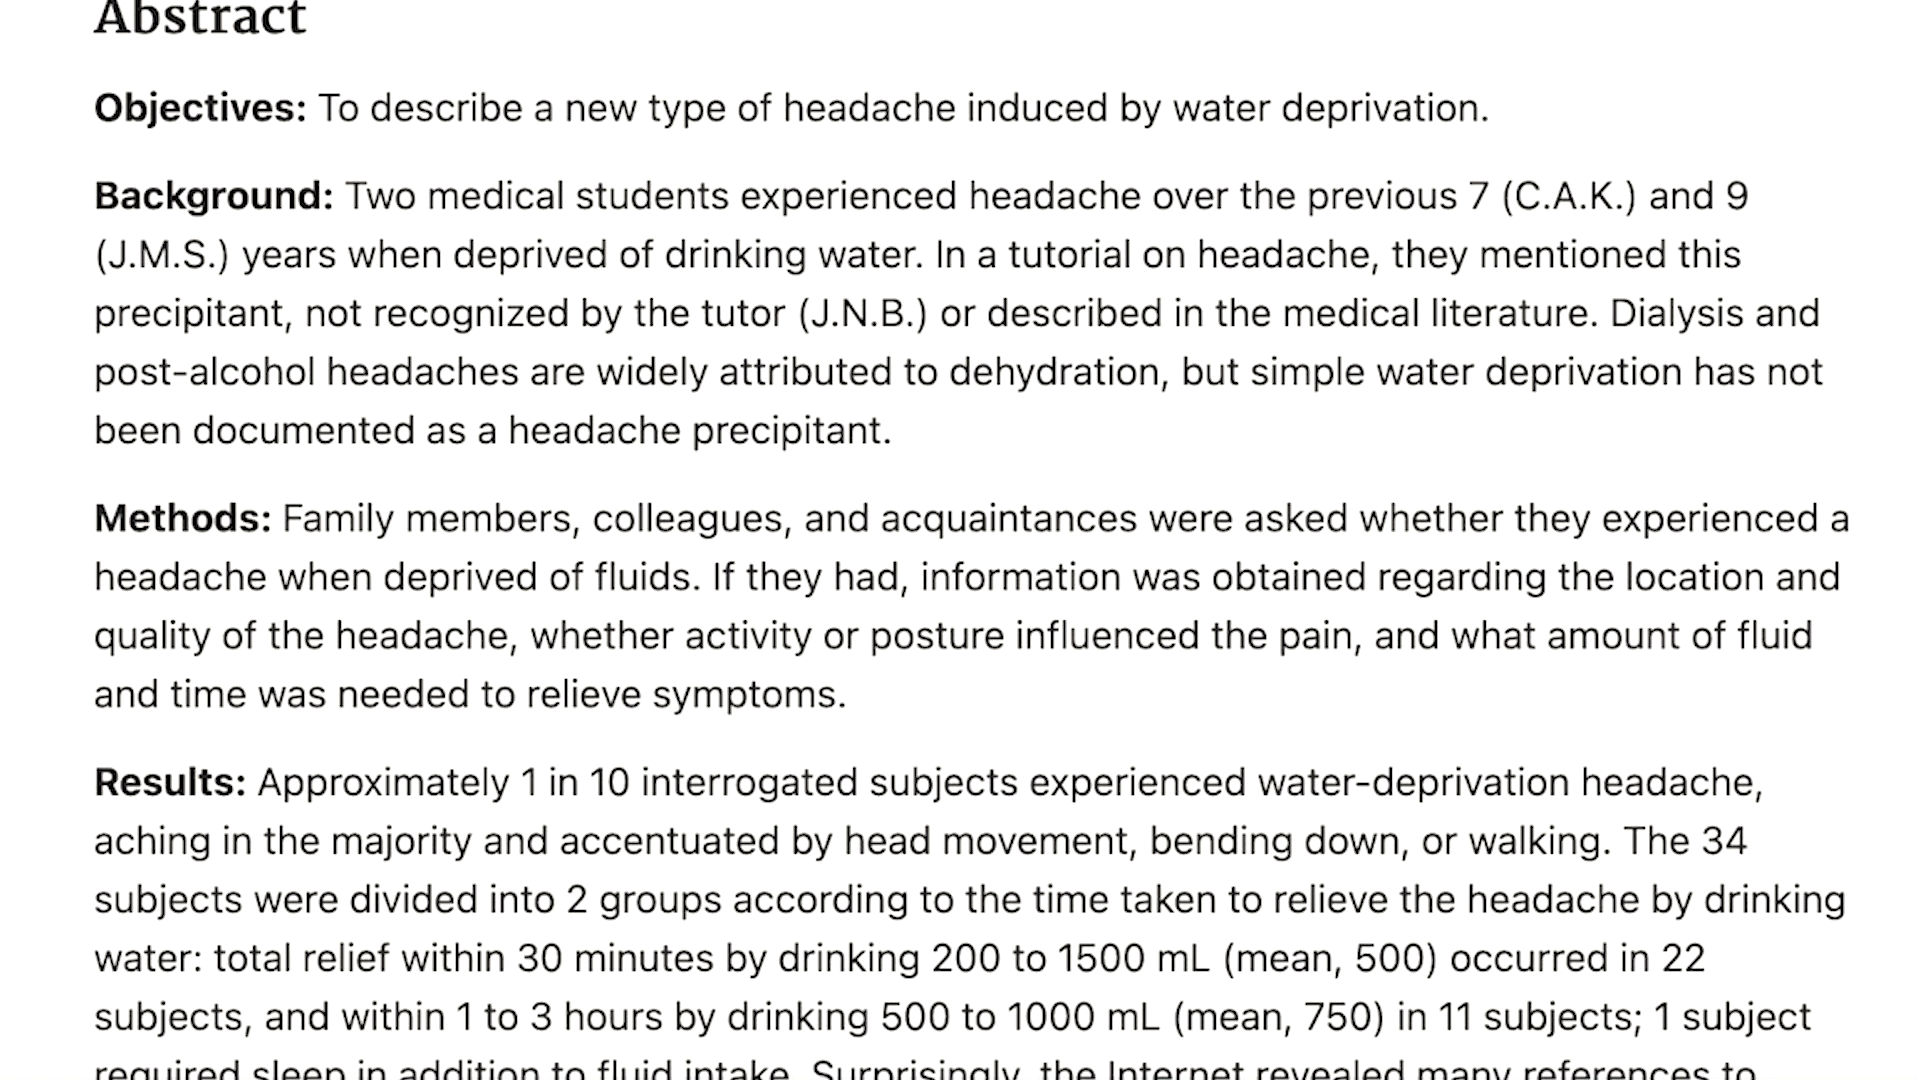 Abstract
Objectives: To describe a new type of headache induced by water deprivation.
Background: Two medical students experienced headache over the previous 7 (C.A.K.) and 9
(J.M.S.) years when deprived of drinking water. In a tutorial on headache, they mentioned this
precipitant, not recognized by the tutor (J.N.B.) or described in the medical literature. Dialysis and
post-alcohol headaches are widely attributed to dehydration, but simple water deprivation has not
been documented as a headache precipitant.
Methods: Family members, colleagues, and acquaintances were asked whether they experienced a
headache when deprived of fluids. If they had, information was obtained regarding the location and
quality of the headache, whether activity or posture influenced the pain, and what amount of fluid
and time was needed to relieve symptoms.
Results: Approximately 1 in 10 interrogated subjects experienced water-deprivation headache,
aching in the majority and accentuated by head movement, bending down, or walking. The 34
subjects were divided into 2 groups according to the time taken to relieve the headache by drinking
water: total relief within 30 minutes by drinking 200 to 1500 mL (mean, 500) occurred in 22
subjects, and within 1 to 3 hours by drinking 500 to 1000 mL (mean, 750) in 11 subjects; 1 subject
required sleep in addition to fluid intake. Surprisingly, the Internet revealed many references to